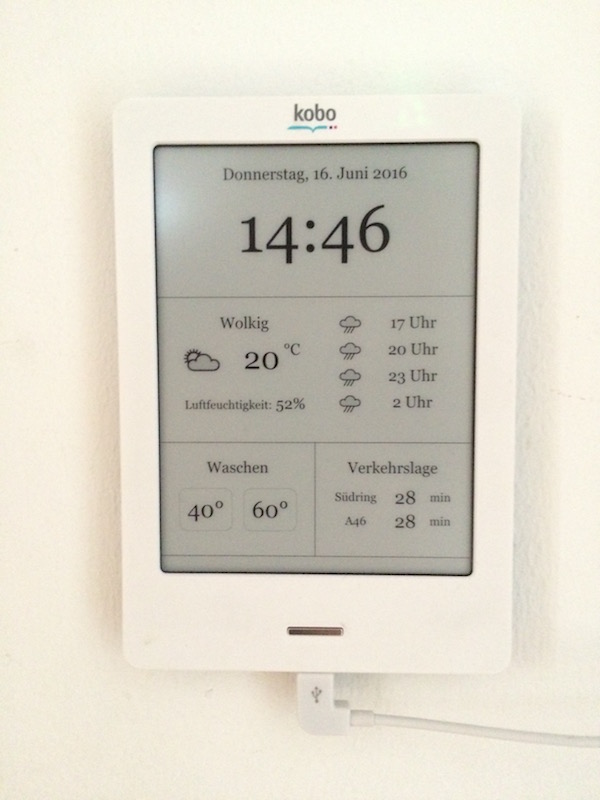 kobo
Donnerstag, 16. Juni 2016
14:46
Wolkig
20 °C
Luftfeuchtigkeit: 52%
17 Uhr
20 Uhr
23 Uhr
2 Uhr
Waschen
40° 60°
Verkehrslage
Südring 28 min
A46 28 min